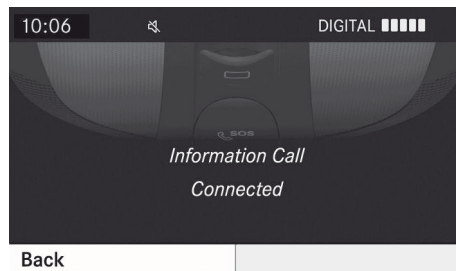 10:06 DIGITAL
SOS
Information Call
Connected
Back